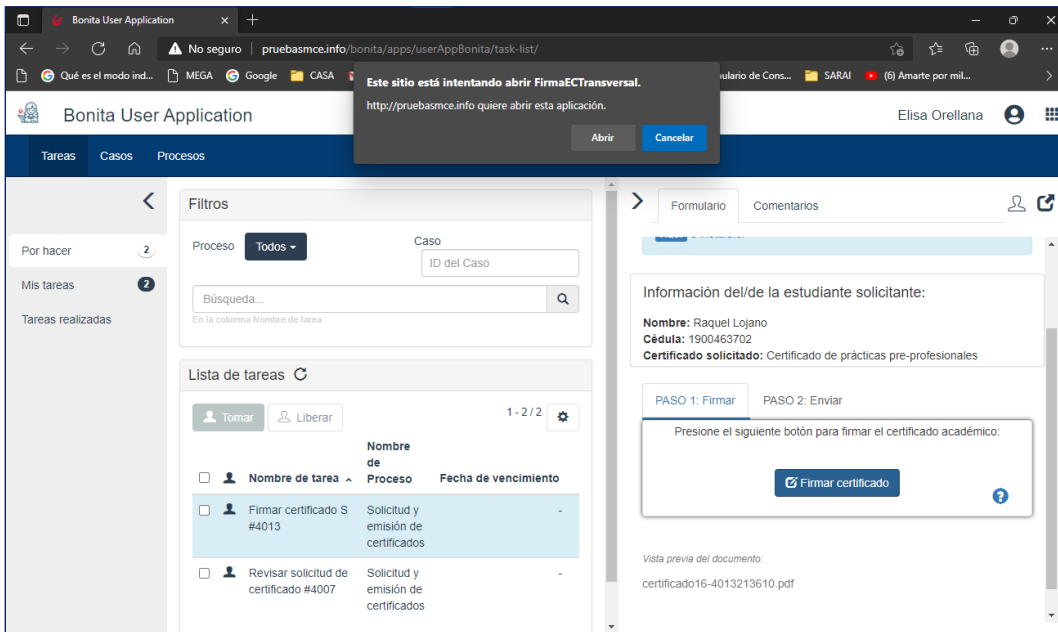 Bonita User Application
No seguro | pruebasmce.info/bonita/apps/userAppBonita/task-list/
Qué es el modo ind...
MEGA
Google
CASA
ulario de Cons...
SARAI
(6) Amarte por mil...
Este sitio está intentando abrir FirmaECTransversal.
http://pruebasmce.info quiere abrir esta aplicación.
Abrir
Cancelar
Bonita User Application
Elisa Orellana
Tareas
Casos
Procesos
Por hacer 2
Mis tareas 2
Tareas realizadas
Filtros
Proceso
Todos
Caso
ID del Caso
Búsqueda...
En la columna Nombre de tarea
Lista de tareas
Tomar
Liberar
1 - 2 / 2
Nombre de tarea
Nombre
de
Proceso
Fecha de vencimiento
Firmar certificado S
#4013
Solicitud y
emisión de
certificados
-
Revisar solicitud de
certificado #4007
Solicitud y
emisión de
certificados
-
Formulario
Comentarios
Información del/de la estudiante solicitante:
Nombre: Raquel Lojano
Cédula: 1900463702
Certificado solicitado: Certificado de prácticas pre-profesionales
PASO 1: Firmar
PASO 2: Enviar
Presione el siguiente botón para firmar el certificado académico:
Firmar certificado
?
Vista previa del documento:
certificado16-4013213610.pdf